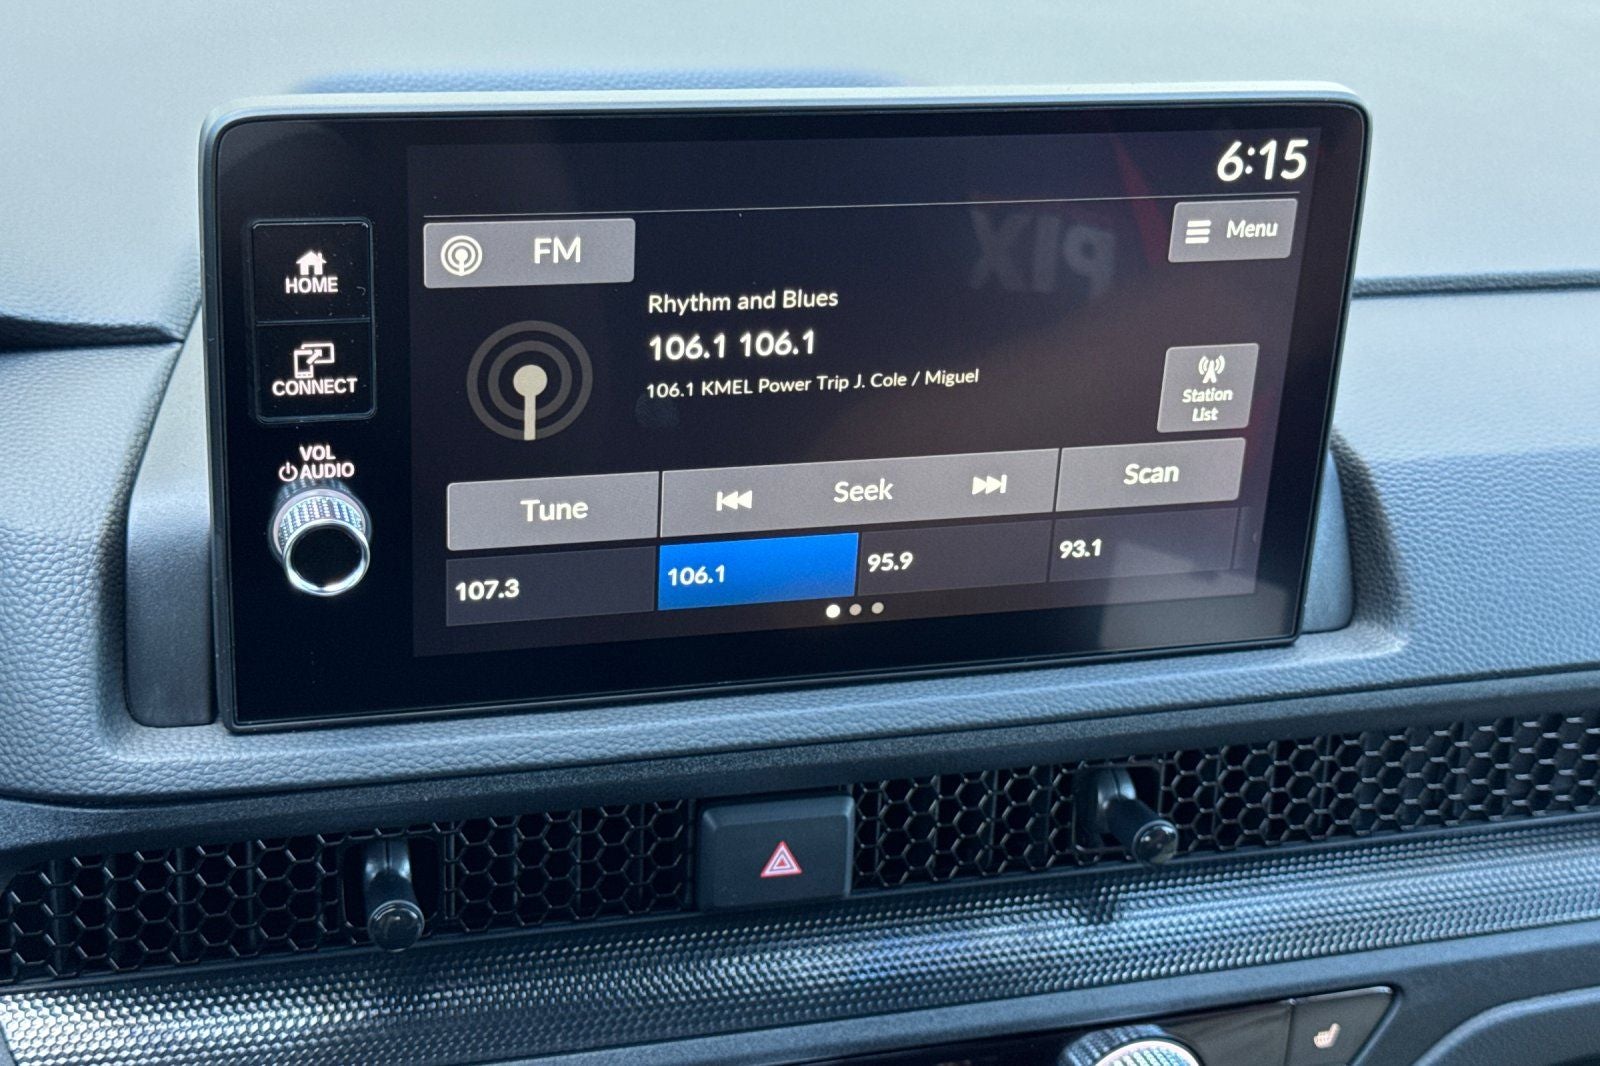 6:15
FM
Menu
HOME
Rhythm and Blues
106.1 106.1
106.1 KMEL Power Trip J. Cole / Miguel
CONNECT
Station
List
VOL
AUDIO
Tune
Seek
Scan
107.3
106.1
95.9
93.1
PIX